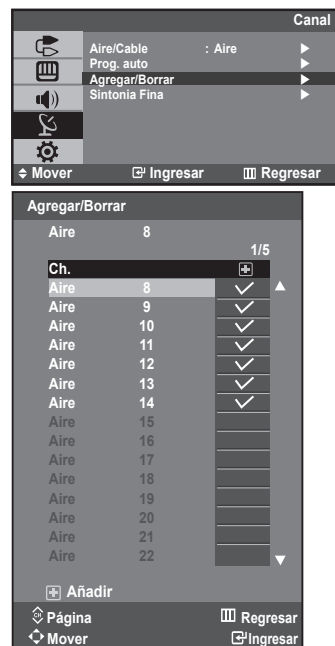 Canal
Aire/Cable : Aire
Prog. auto
Agregar/Borrar
Sintonia Fina
Mover Ingresar Regresar
Agregar/Borrar
Aire 8
1/5
Ch.
Aire 8
Aire 9
Aire 10
Aire 11
Aire 12
Aire 13
Aire 14
Aire 15
Aire 16
Aire 17
Aire 18
Aire 19
Aire 20
Aire 21
Aire 22
Añadir
CH Página Regresar
Mover Ingresar